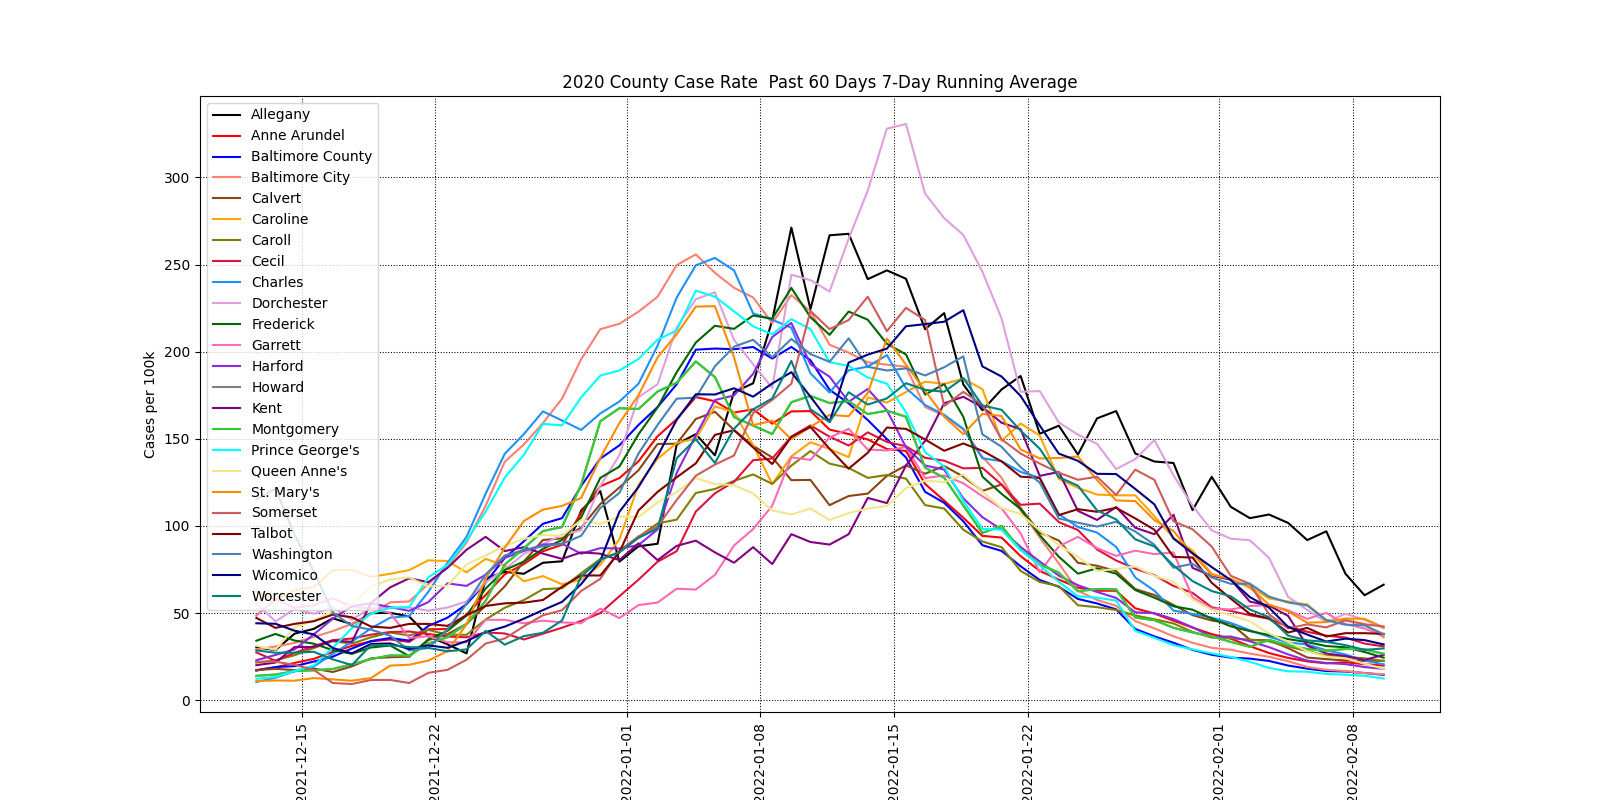 2020 County Case Rate  Past 60 Days 7-Day Running Average
Cases per 100k
300
250
200
150
100
50
0
Allegany
Anne Arundel
Baltimore County
Baltimore City
Calvert
Caroline
Caroll
Cecil
Charles
Dorchester
Frederick
Garrett
Harford
Howard
Kent
Montgomery
Prince George's
Queen Anne's
St. Mary's
Somerset
Talbot
Washington
Wicomico
Worcester
2021-12-15
2021-12-22
2022-01-01
2022-01-08
2022-01-15
2022-01-22
2022-02-01
2022-02-08